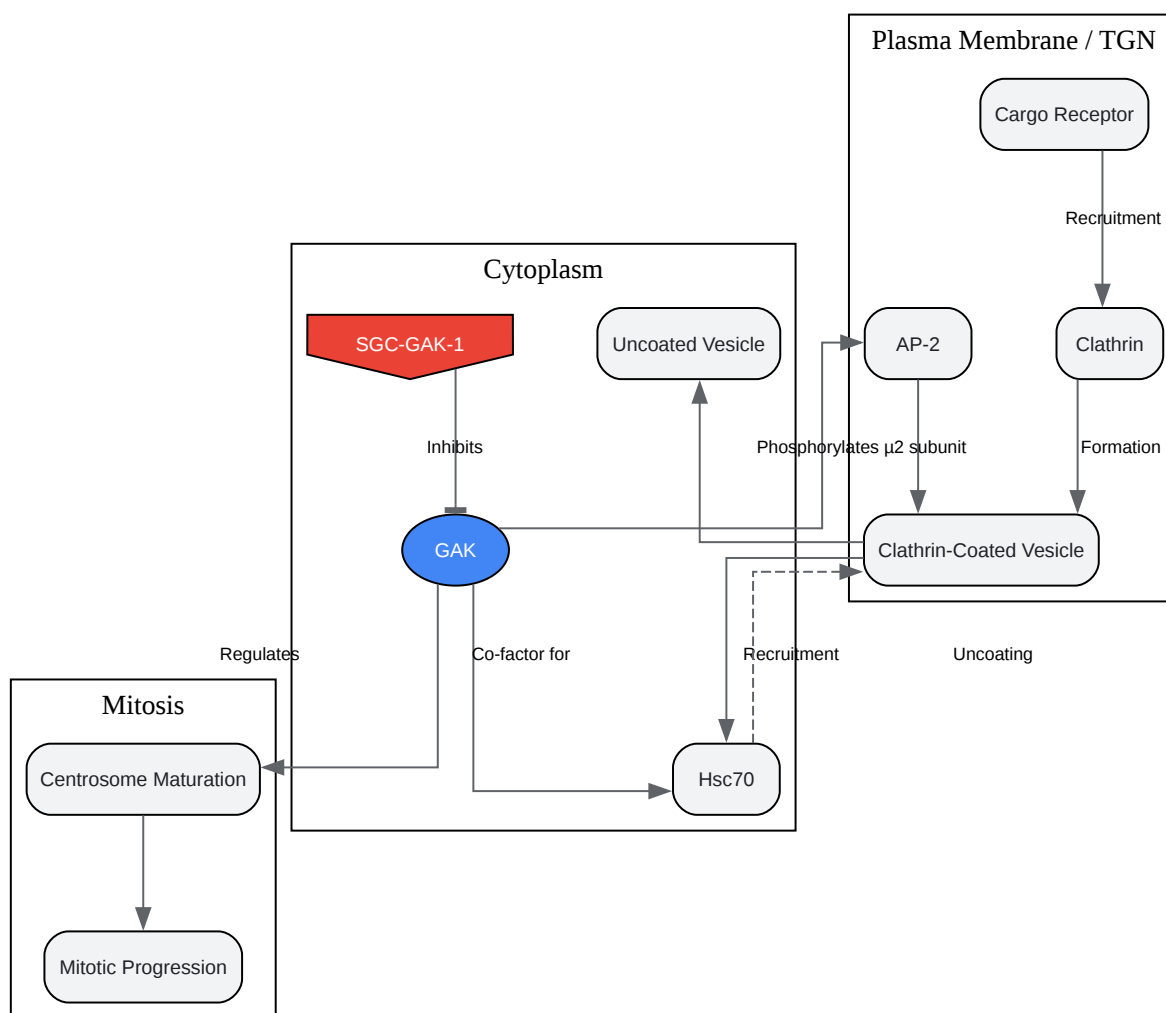 Plasma Membrane / TGN
Cargo Receptor
Recruitment
Cytoplasm
SGC-GAK-1
Uncoated Vesicle
AP-2
Clathrin
Inhibits
Phosphorylates µ2 subunit
Formation
GAK
Clathrin-Coated Vesicle
Regulates
Co-factor for
Recruitment
Uncoating
Mitosis
Centrosome Maturation
Hsc70
Mitotic Progression